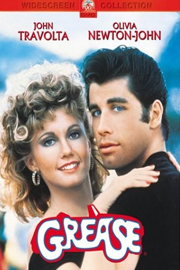 WIDESCREEN COLLECTION
JOHN OLIVIA
TRAVOLTA NEWTON-JOHN
GREASE